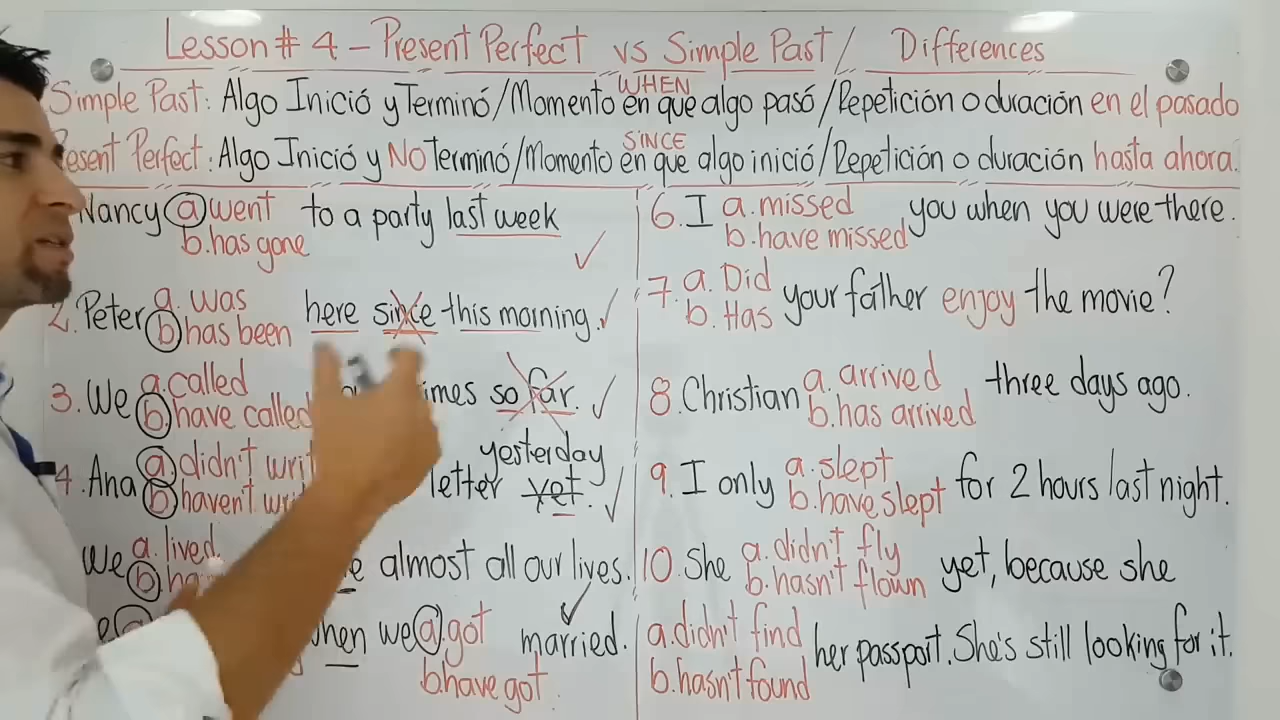 Lesson # 4 - Present Perfect vs Simple Past / Differences
Simple Past: Algo Inició y Terminó / Momento en que algo pasó / Repetición o duración en el pasado
WHEN
Present Perfect: Algo Inició y NO Terminó / Momento en que algo inició / Repetición o duración hasta ahora.
SINCE
Nancy a went to a party last week
b. has gone
2. Peter a. was here since this morning.
b has been
3. We a. called times so far.
b. have called
yesterday
4. Ana a didn't letter yet.
b haven't
We a. lived almost all our lives.
b
a when we a. got married.
b have got.
6. I a. missed you when you were there.
b. have missed
7. a. Did your father enjoy the movie?
b. Has
8. Christian a. arrived three days ago.
b. has arrived
9. I only a. slept for 2 hours last night.
b. have slept
10. She a. didn't fly yet, because she
b. hasn't flown
a. didn't find her passport. She's still looking for it.
b. hasn't found